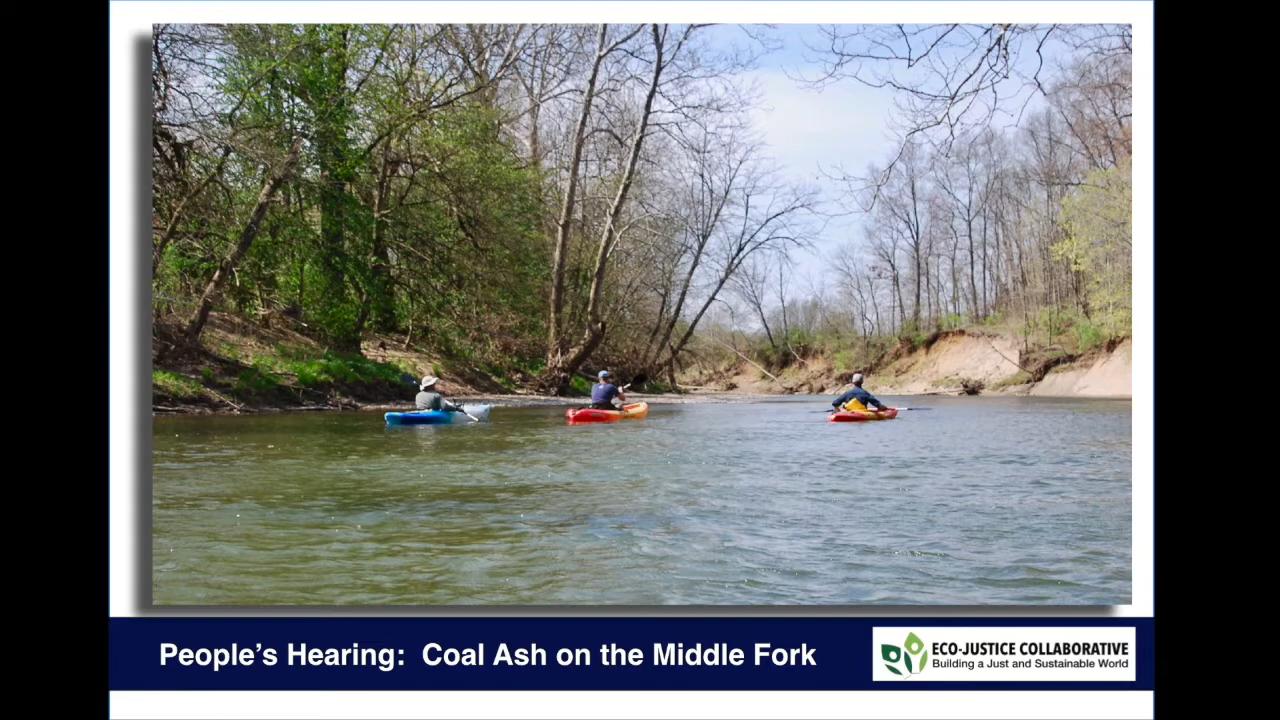 People's Hearing:  Coal Ash on the Middle Fork
ECO-JUSTICE COLLABORATIVE
Building a Just and Sustainable World